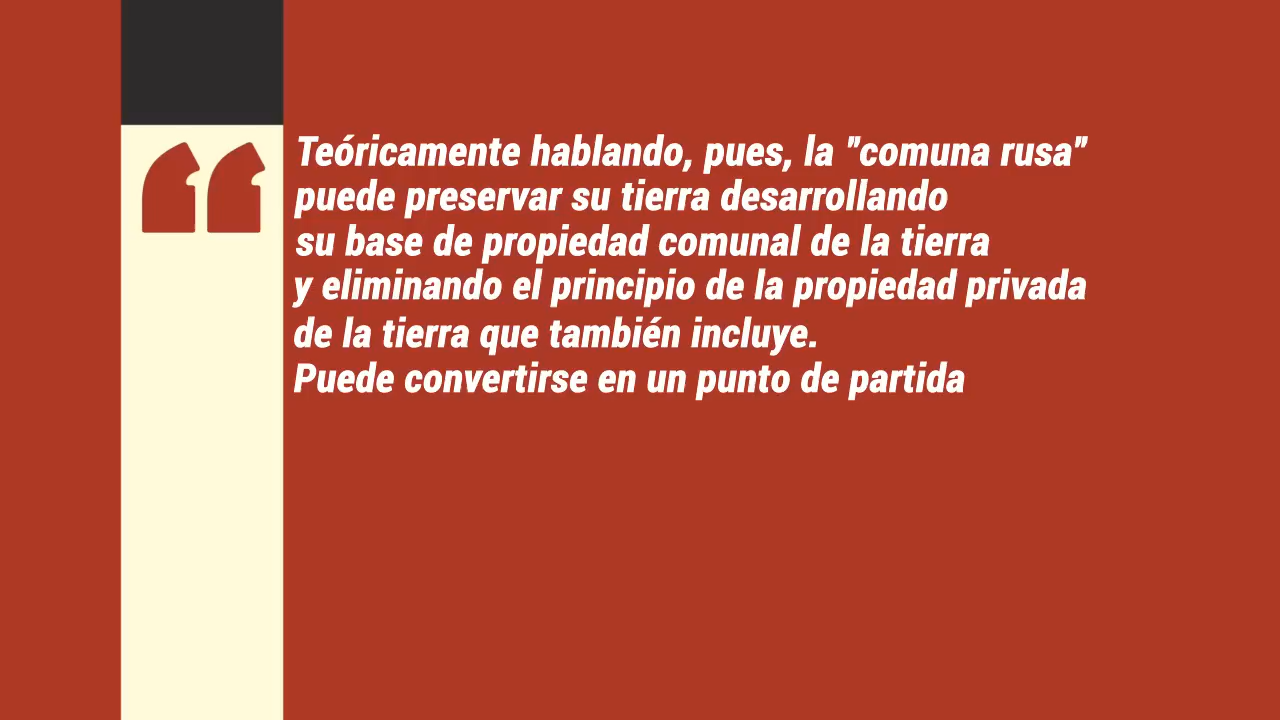 Teóricamente hablando, pues, la "comuna rusa"
puede preservar su tierra desarrollando
su base de propiedad comunal de la tierra
y eliminando el principio de la propiedad privada
de la tierra que también incluye.
Puede convertirse en un punto de partida